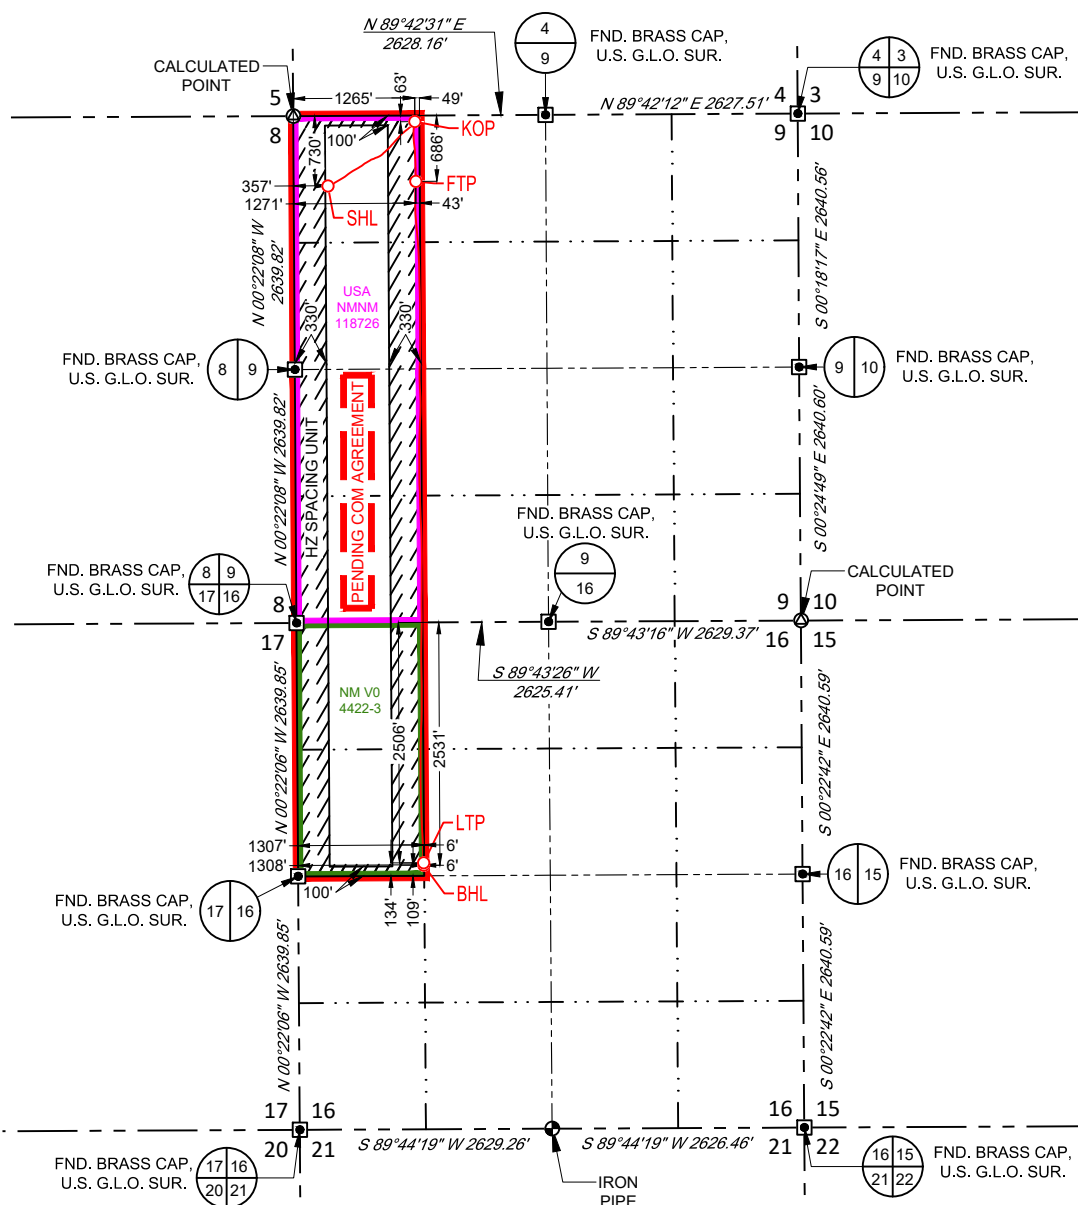 N 89°42'31" E
2628.16'
4
9
FND. BRASS CAP,
U.S. G.L.O. SUR.
4 3
9 10
FND. BRASS CAP,
U.S. G.L.O. SUR.
CALCULATED
POINT
5
8
1265'
63'
49'
N 89°42'12" E 2627.51'
4 3
9 10
KOP
100'
730'
686'
FTP
357'
1271'
43'
SHL
N 00°22'08" W
2639.82'
S 00°18'17" E 2640.56'
USA
NMNM
118726
330'
330'
FND. BRASS CAP,
U.S. G.L.O. SUR.
8 9
9 10
FND. BRASS CAP,
U.S. G.L.O. SUR.
N 00°22'08" W 2639.82'
HZ SPACING UNIT
PENDING COM AGREEMENT
S 00°24'49" E 2640.60'
FND. BRASS CAP,
U.S. G.L.O. SUR.
9
16
FND. BRASS CAP,
U.S. G.L.O. SUR.
8 9
17 16
8
17
CALCULATED
POINT
9 10
16 15
S 89°43'16" W 2629.37'
S 89°43'26" W
2625.41'
N 00°22'06" W 2639.85'
NM V0
4422-3
2506'
2531'
S 00°22'42" E 2640.59'
LTP
1307'
6'
1308'
6'
BHL
100'
134'
109'
FND. BRASS CAP,
U.S. G.L.O. SUR.
17 16
16 15
FND. BRASS CAP,
U.S. G.L.O. SUR.
N 00°22'06" W 2639.85'
S 00°22'42" E 2640.59'
17 16
20 21
S 89°44'19" W 2629.26'
S 89°44'19" W 2626.46'
16 15
21 22
FND. BRASS CAP,
U.S. G.L.O. SUR.
17 16
20 21
IRON
PIPE
16 15
21 22
FND. BRASS CAP,
U.S. G.L.O. SUR.